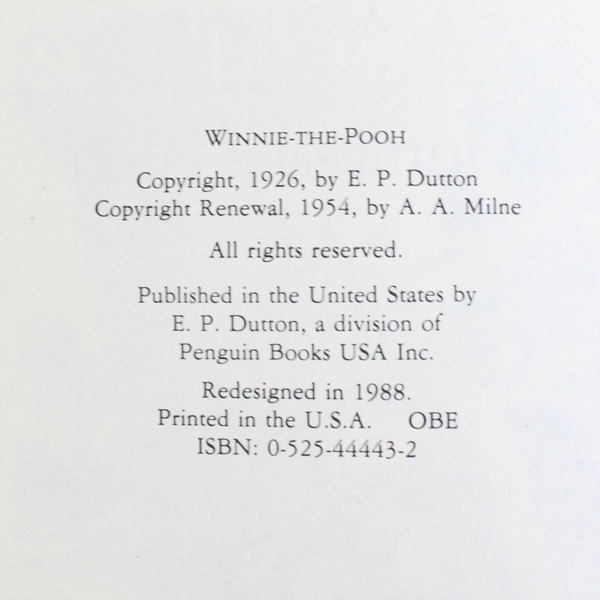 WINNIE-THE-POOH
Copyright, 1926, by E. P. Dutton
Copyright Renewal, 1954, by A. A. Milne
All rights reserved.
Published in the United States by
E. P. Dutton, a division of
Penguin Books USA Inc.
Redesigned in 1988.
Printed in the U.S.A. OBE
ISBN: 0-525-44443-2